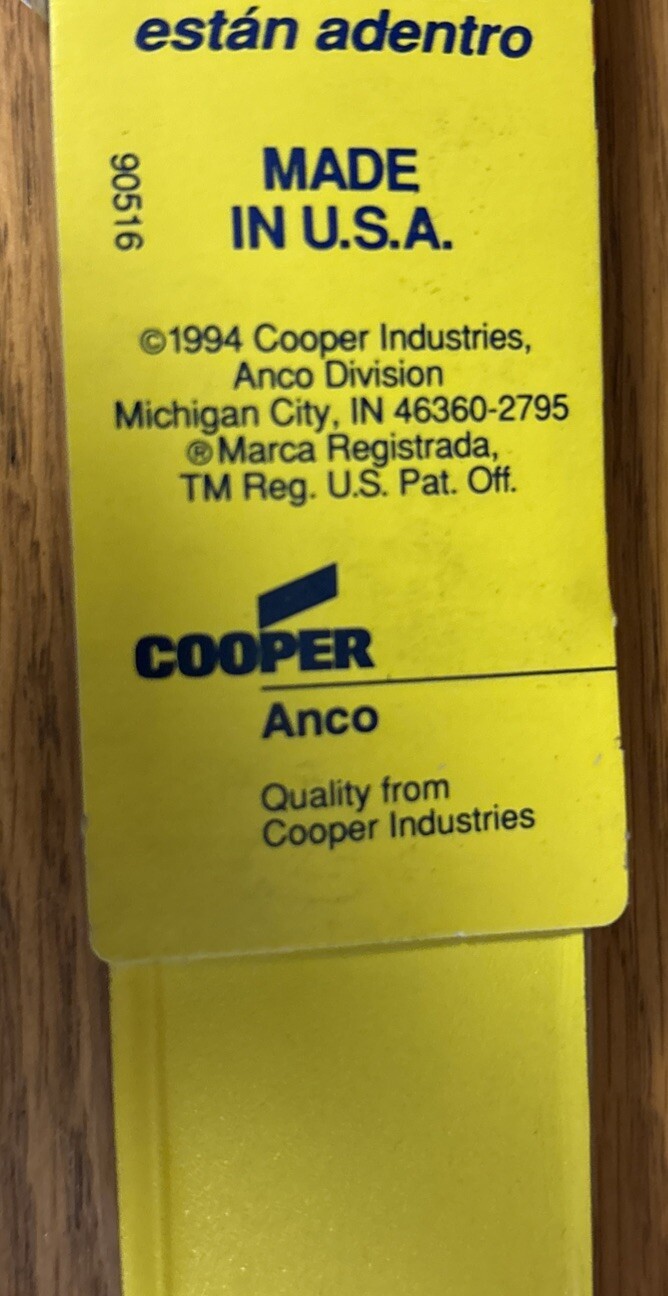 están adentro
90516
MADE
IN U.S.A.
©1994 Cooper Industries,
Anco Division
Michigan City, IN 46360-2795
®Marca Registrada,
TM Reg. U.S. Pat. Off.
COOPER
Anco
Quality from
Cooper Industries